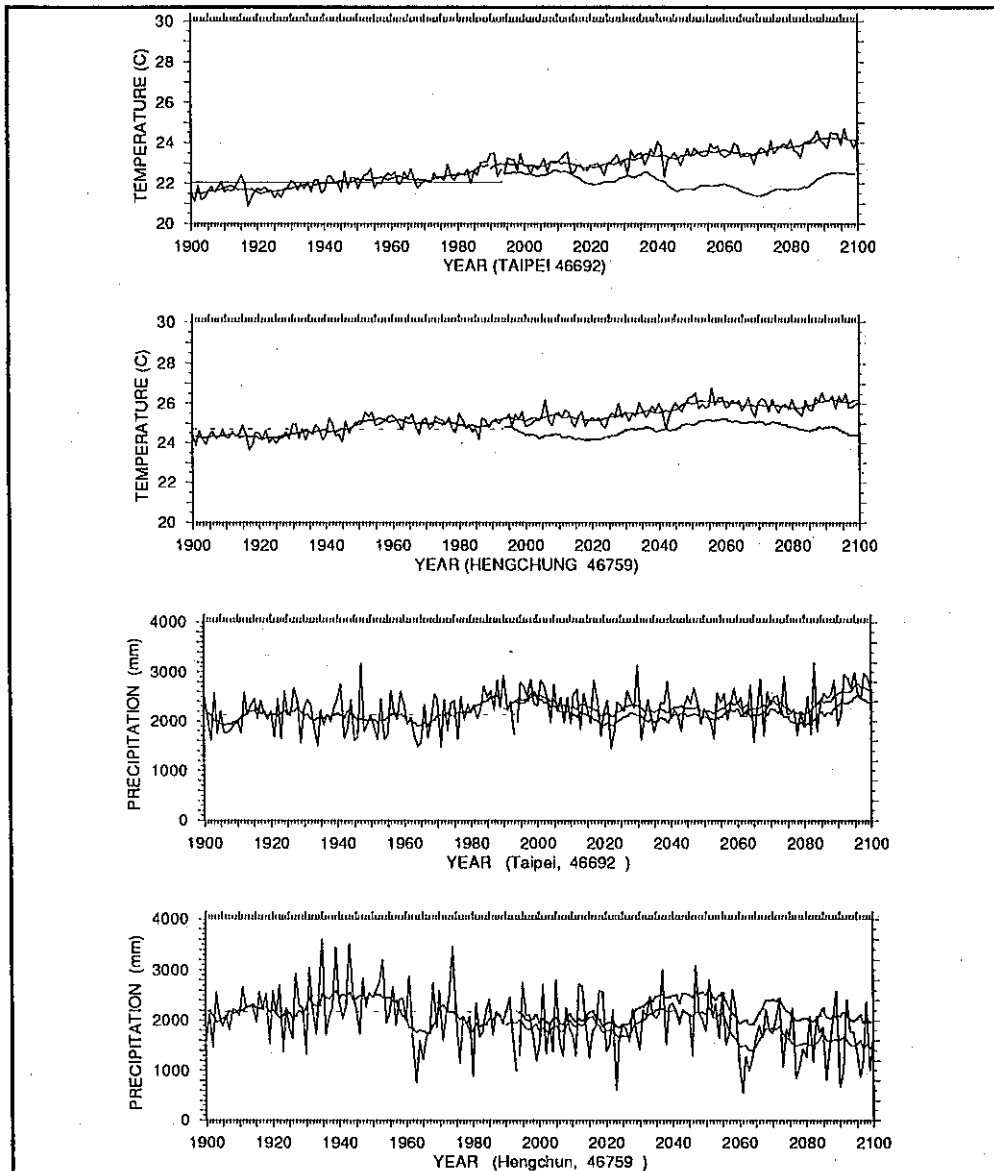 30
28
26
24
22
20
TEMPERATURE (C)
1900 1920 1940 1960 1980 2000 2020 2040 2060 2080 2100
YEAR (TAIPEI 46692)
30
28
26
24
22
20
TEMPERATURE (C)
1900 1920 1940 1960 1980 2000 2020 2040 2060 2080 2100
YEAR (HENGCHUNG 46759)
4000
3000
2000
1000
0
PRECIPITATION (mm)
1900 1920 1940 1960 1980 2000 2020 2040 2060 2080 2100
YEAR (Taipei, 46692 )
4000
3000
2000
1000
0
PRECIPITATION (mm)
1900 1920 1940 1960 1980 2000 2020 2040 2060 2080 2100
YEAR (Hengchun, 46759 )